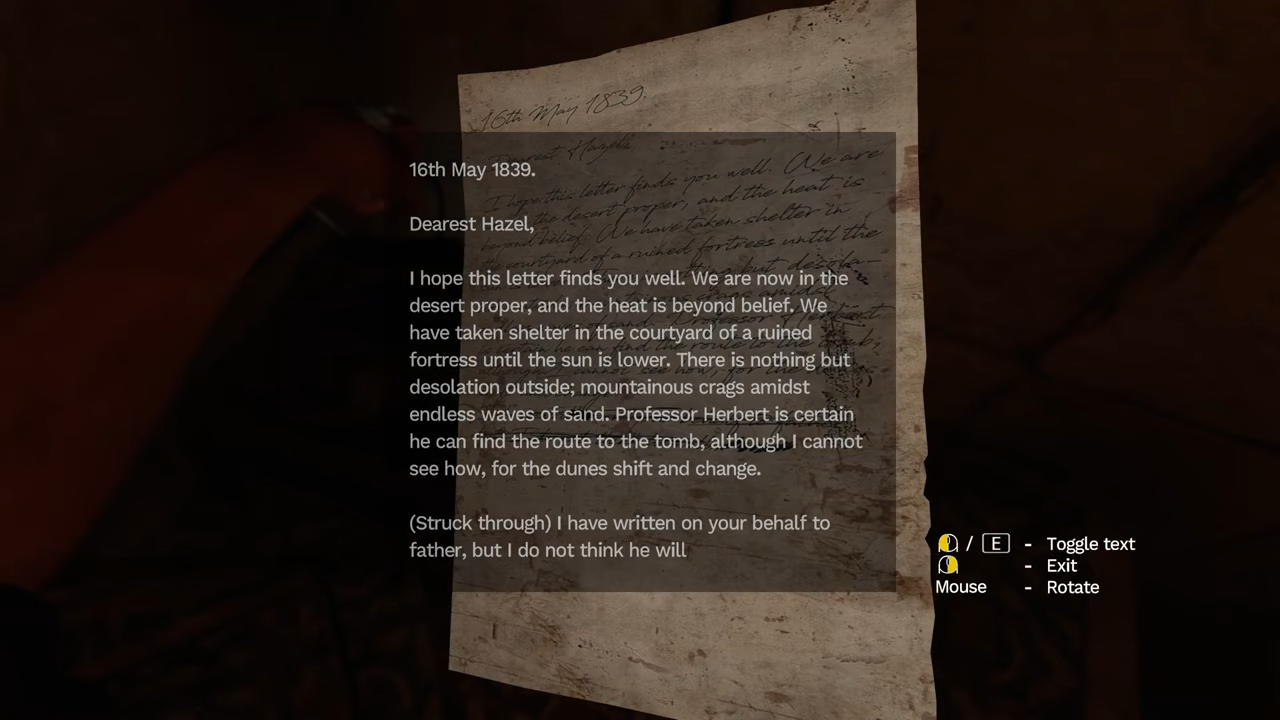 16th May 1839.
16th May 1839.
Dearest Hazel,
I hope this letter finds you well. We are now in the
desert proper, and the heat is beyond belief. We
have taken shelter in the courtyard of a ruined
fortress until the sun is lower. There is nothing but
desolation outside; mountainous crags amidst
endless waves of sand. Professor Herbert is certain
he can find the route to the tomb, although I cannot
see how, for the dunes shift and change.
(Struck through) I have written on your behalf to
father, but I do not think he will
/ E - Toggle text
- Exit
Mouse - Rotate